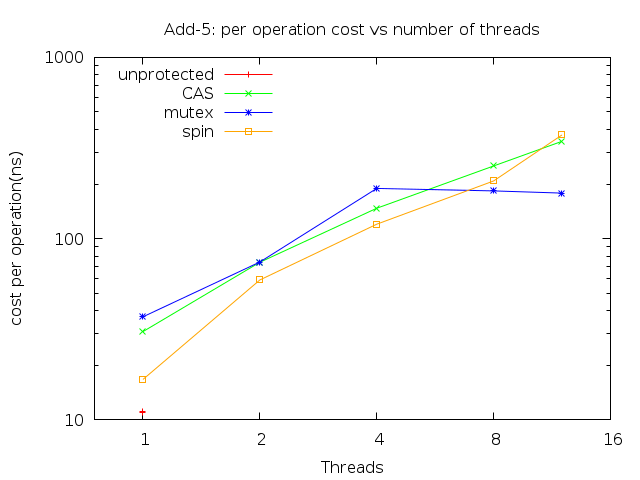 Add-5: per operation cost vs number of threads
1000
100
10
cost per operation(ns)
unprotected
CAS
mutex
spin
1 2 4 8 16
Threads